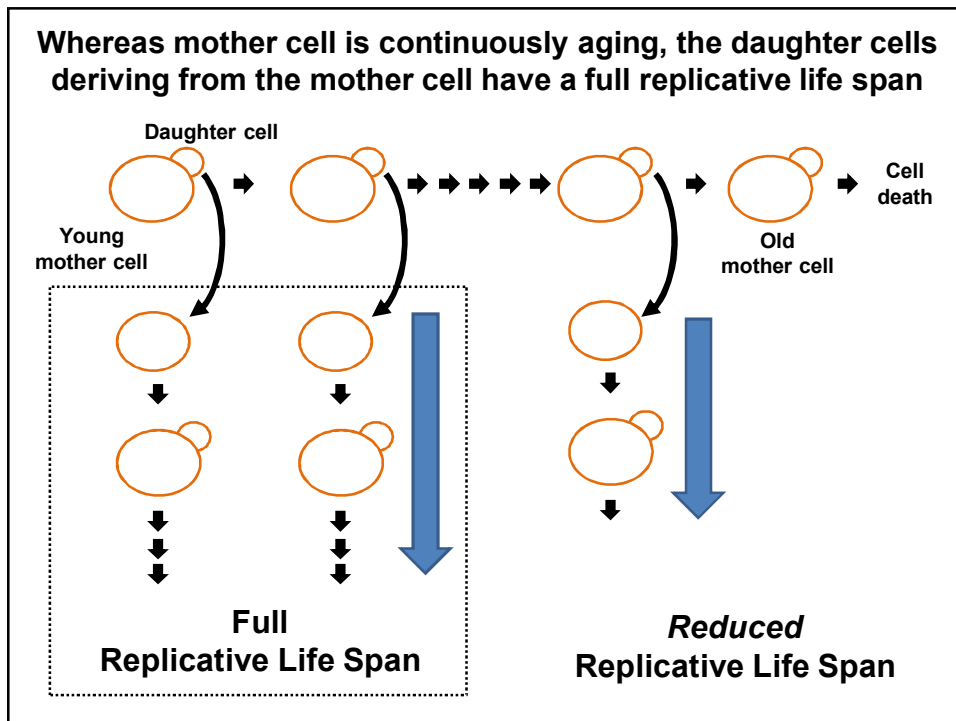 Whereas mother cell is continuously aging, the daughter cells
deriving from the mother cell have a full replicative life span
Daughter cell
Young
mother cell
Old
mother cell
Cell
death
Full
Replicative Life Span
Reduced
Replicative Life Span